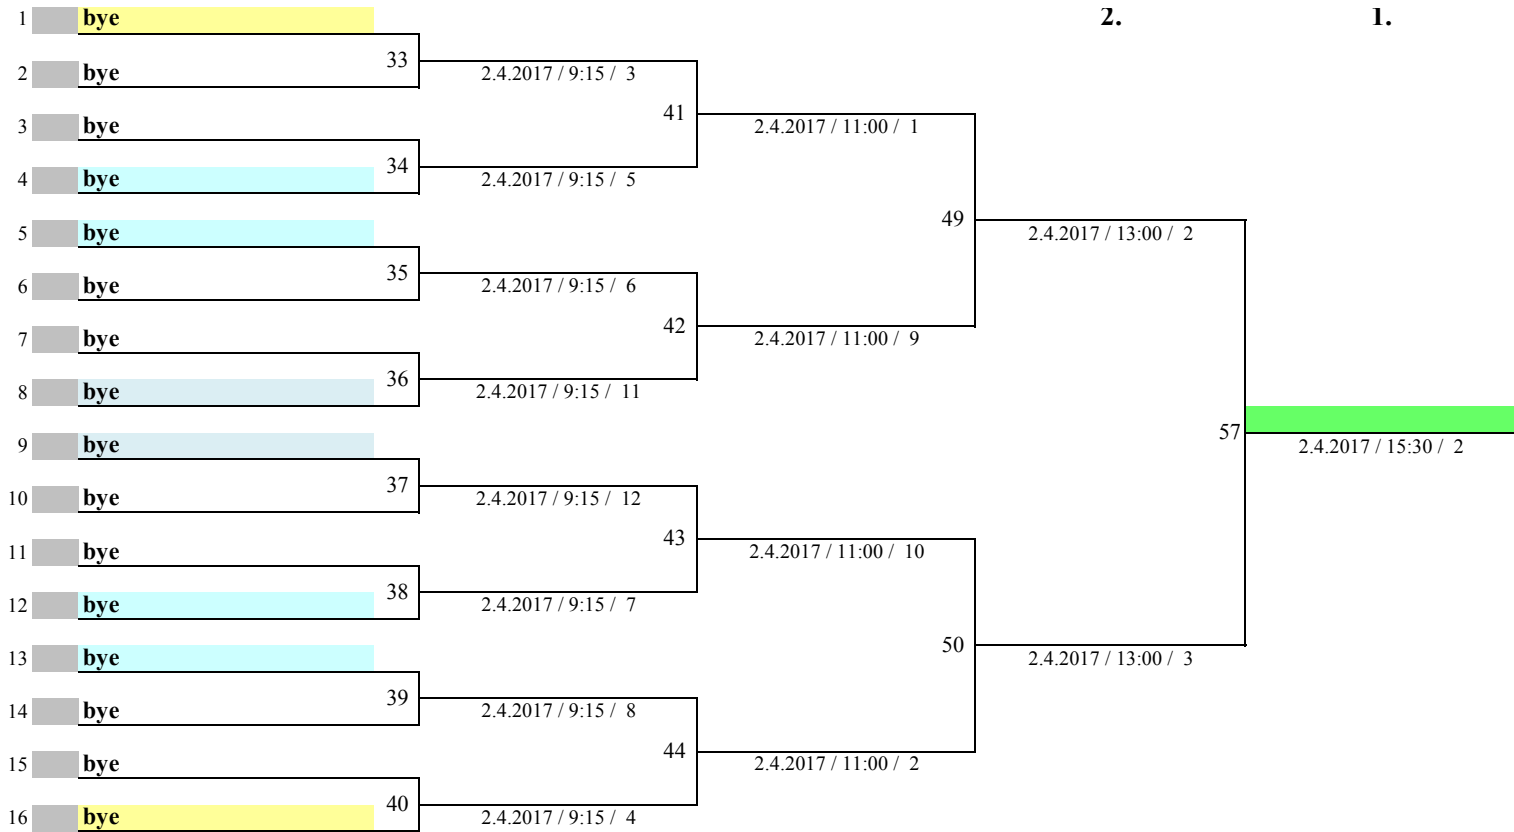 1 bye 2. 1.
33
2 bye 2.4.2017 / 9:15 / 3
41
3 bye 2.4.2017 / 11:00 / 1
34
4 bye 2.4.2017 / 9:15 / 5
49
5 bye 2.4.2017 / 13:00 / 2
35
6 bye 2.4.2017 / 9:15 / 6
42
7 bye 2.4.2017 / 11:00 / 9
36
8 bye 2.4.2017 / 9:15 / 11
57
9 bye 2.4.2017 / 15:30 / 2
37
10 bye 2.4.2017 / 9:15 / 12
43
11 bye 2.4.2017 / 11:00 / 10
38
12 bye 2.4.2017 / 9:15 / 7
50
13 bye 2.4.2017 / 13:00 / 3
39
14 bye 2.4.2017 / 9:15 / 8
44
15 bye 2.4.2017 / 11:00 / 2
40
16 bye 2.4.2017 / 9:15 / 4